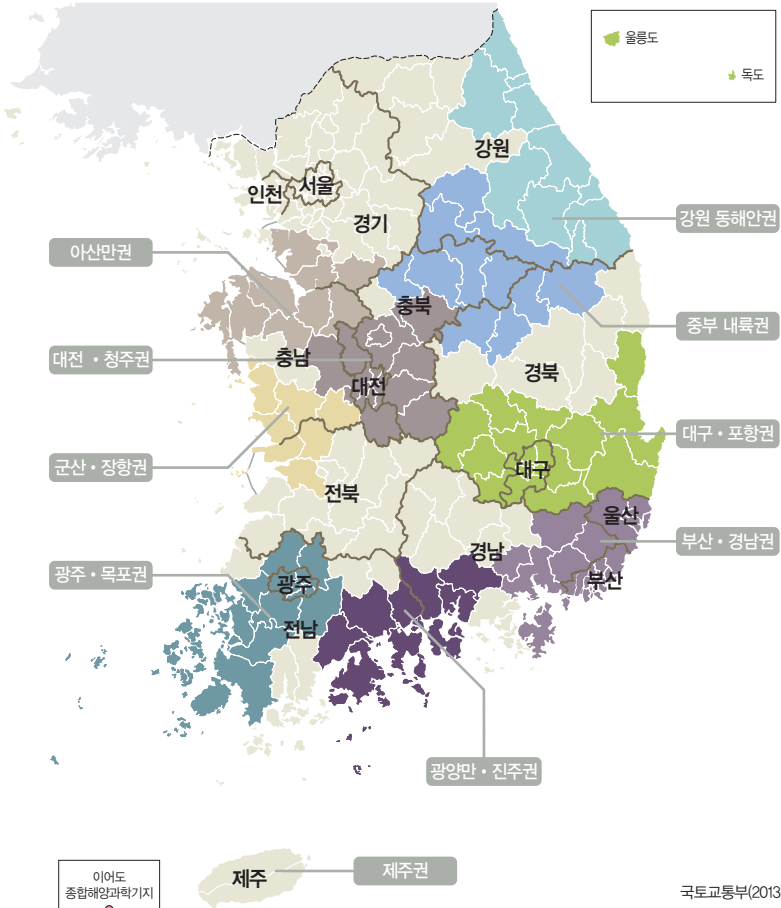 울릉도
독도
강원
인천
서울
경기
강원 동해안권
아산만권
충북
중부 내륙권
충남
대전 • 청주권
대전
경북
군산 • 장항권
대구 • 포항권
대구
전북
울산
부산 • 경남권
경남
부산
광주 • 목포권
광주
전남
광양만 • 진주권
이어도
종합해양과학기지
제주
제주권
국토교통부(2013